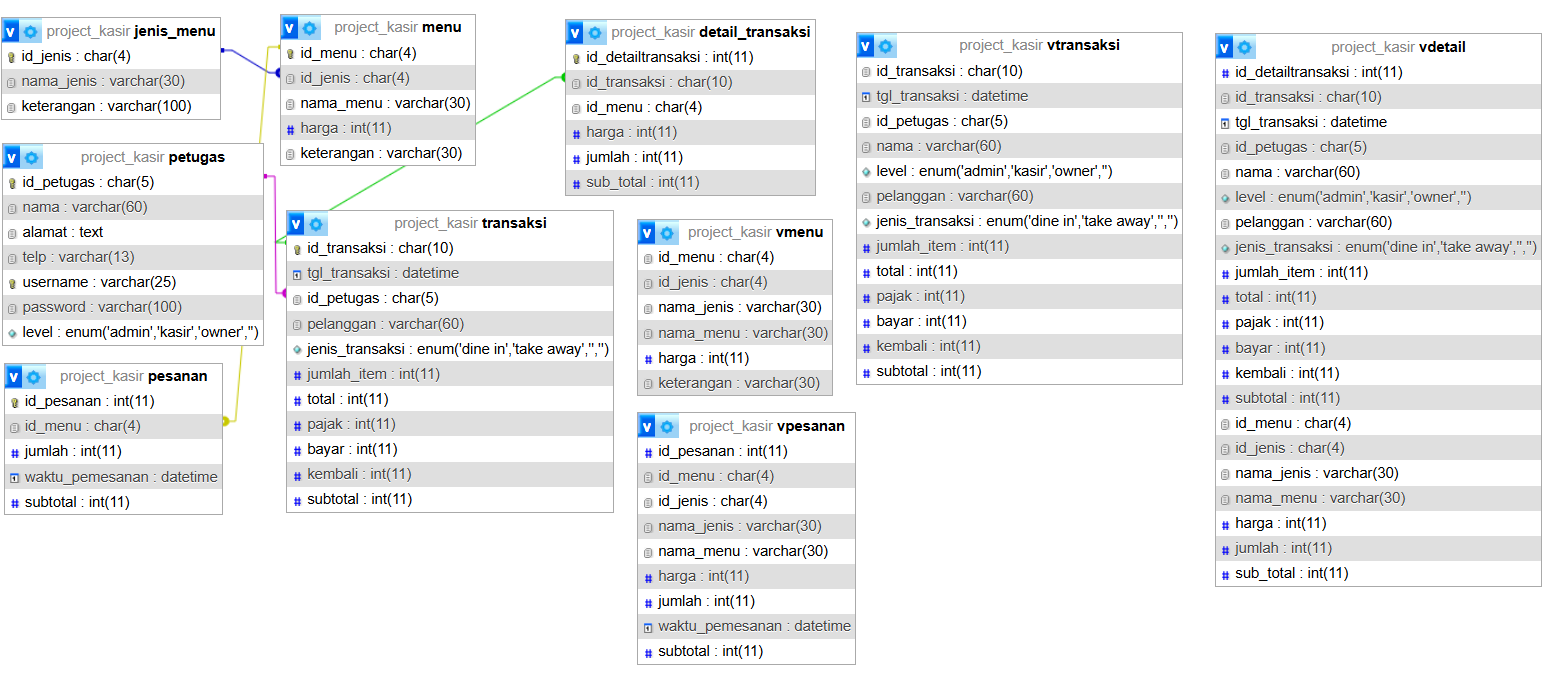 project_kasir jenis_menu
id_jenis : char(4)
nama_jenis : varchar(30)
keterangan : varchar(100)
project_kasir menu
id_menu : char(4)
id_jenis : char(4)
nama_menu : varchar(30)
harga : int(11)
keterangan : varchar(30)
project_kasir detail_transaksi
id_detailtransaksi : int(11)
id_transaksi : char(10)
id_menu : char(4)
harga : int(11)
jumlah : int(11)
sub_total : int(11)
project_kasir vtransaksi
id_transaksi : char(10)
tgl_transaksi : datetime
id_petugas : char(5)
nama : varchar(60)
level : enum('admin','kasir','owner','')
pelanggan : varchar(60)
jenis_transaksi : enum('dine in','take away','','')
jumlah_item : int(11)
total : int(11)
pajak : int(11)
bayar : int(11)
kembali : int(11)
subtotal : int(11)
project_kasir vdetail
id_detailtransaksi : int(11)
id_transaksi : char(10)
tgl_transaksi : datetime
id_petugas : char(5)
nama : varchar(60)
level : enum('admin','kasir','owner','')
pelanggan : varchar(60)
jenis_transaksi : enum('dine in','take away','','')
jumlah_item : int(11)
total : int(11)
pajak : int(11)
bayar : int(11)
kembali : int(11)
subtotal : int(11)
id_menu : char(4)
id_jenis : char(4)
nama_jenis : varchar(30)
nama_menu : varchar(30)
harga : int(11)
jumlah : int(11)
sub_total : int(11)
project_kasir petugas
id_petugas : char(5)
nama : varchar(60)
alamat : text
telp : varchar(13)
username : varchar(25)
password : varchar(100)
level : enum('admin','kasir','owner','')
project_kasir transaksi
id_transaksi : char(10)
tgl_transaksi : datetime
id_petugas : char(5)
pelanggan : varchar(60)
jenis_transaksi : enum('dine in','take away','','')
jumlah_item : int(11)
total : int(11)
pajak : int(11)
bayar : int(11)
kembali : int(11)
subtotal : int(11)
project_kasir vmenu
id_menu : char(4)
id_jenis : char(4)
nama_jenis : varchar(30)
nama_menu : varchar(30)
harga : int(11)
keterangan : varchar(30)
project_kasir pesanan
id_pesanan : int(11)
id_menu : char(4)
jumlah : int(11)
waktu_pemesanan : datetime
subtotal : int(11)
project_kasir vpesanan
id_pesanan : int(11)
id_menu : char(4)
id_jenis : char(4)
nama_jenis : varchar(30)
nama_menu : varchar(30)
harga : int(11)
jumlah : int(11)
waktu_pemesanan : datetime
subtotal : int(11)